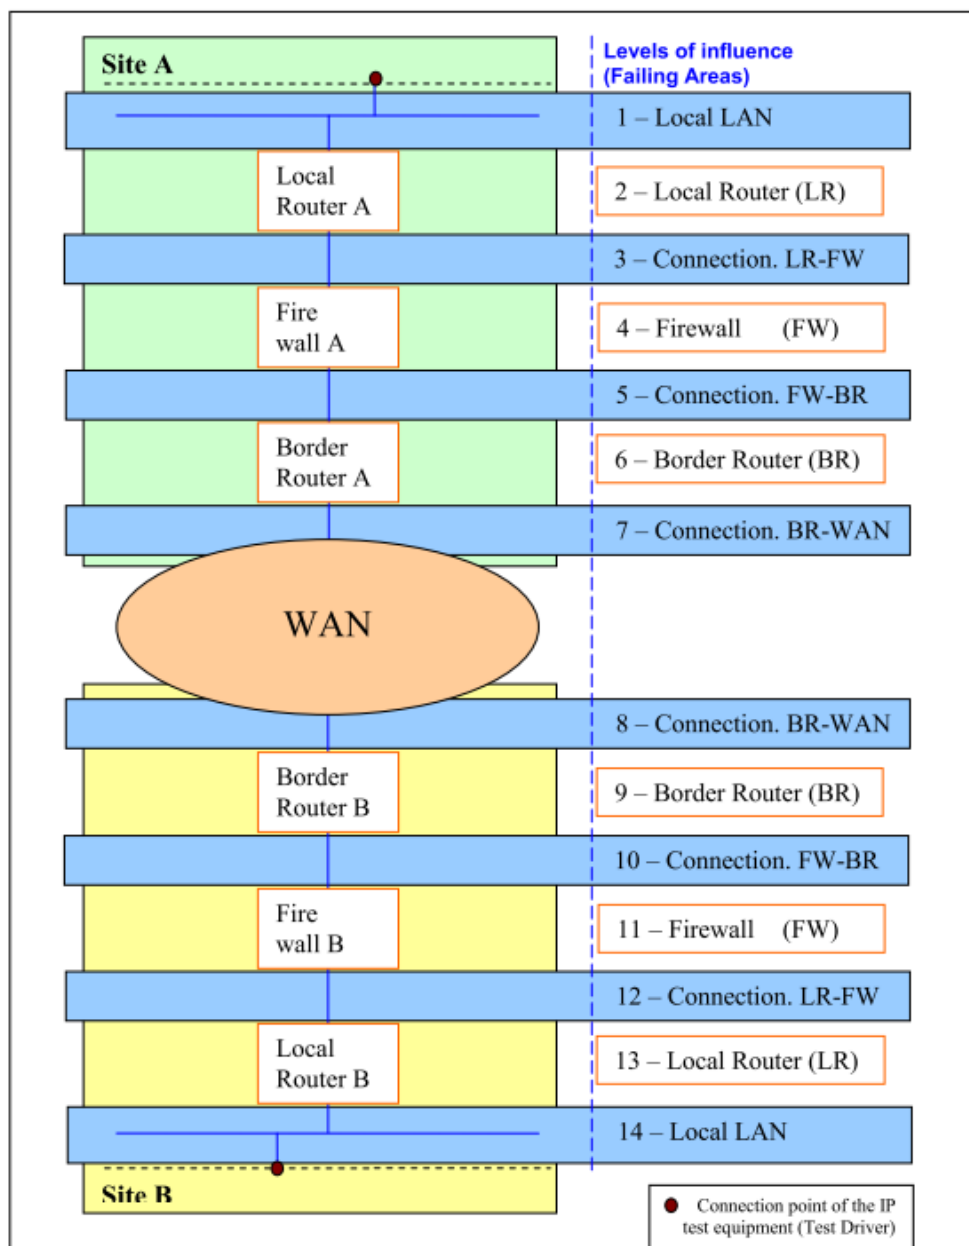 Site A
Levels of influence
(Failing Areas)
1 – Local LAN
Local
Router A
2 – Local Router (LR)
3 – Connection. LR-FW
Fire
wall A
4 – Firewall (FW)
5 – Connection. FW-BR
Border
Router A
6 – Border Router (BR)
7 – Connection. BR-WAN
WAN
8 – Connection. BR-WAN
Border
Router B
9 – Border Router (BR)
10 – Connection. FW-BR
Fire
wall B
11 – Firewall (FW)
12 – Connection. LR-FW
Local
Router B
13 – Local Router (LR)
14 – Local LAN
Site B
Connection point of the IP
test equipment (Test Driver)